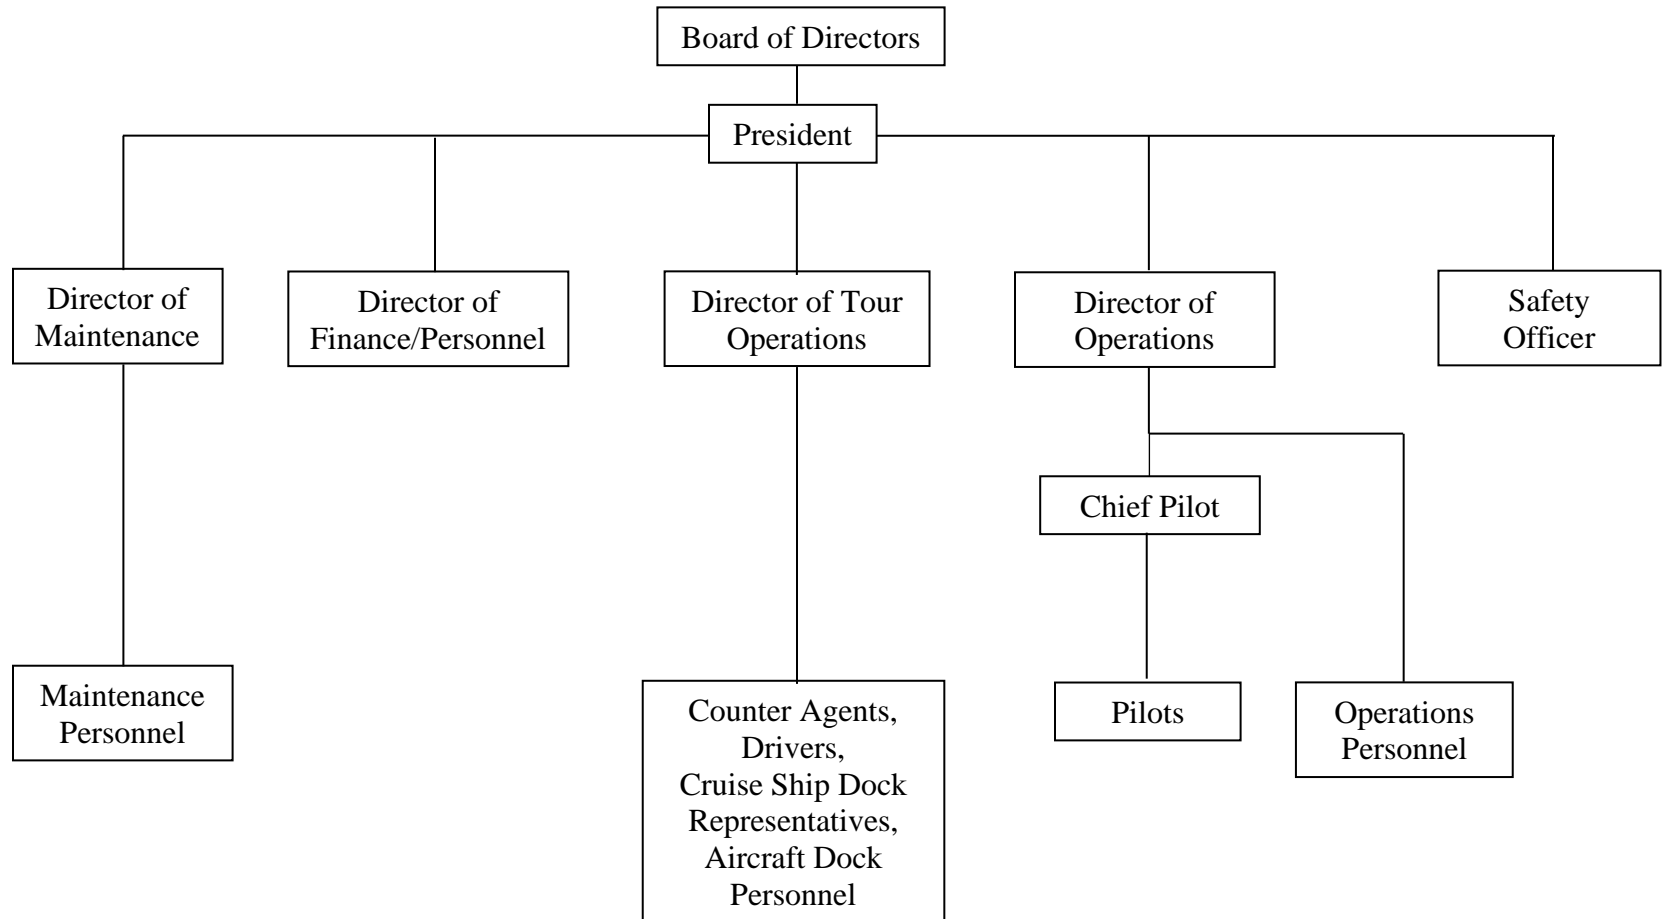 Board of Directors
President
Director of
Maintenance
Director of
Finance/Personnel
Director of Tour
Operations
Director of
Operations
Safety
Officer
Chief Pilot
Maintenance
Personnel
Counter Agents,
Drivers,
Cruise Ship Dock
Representatives,
Aircraft Dock
Personnel
Pilots
Operations
Personnel